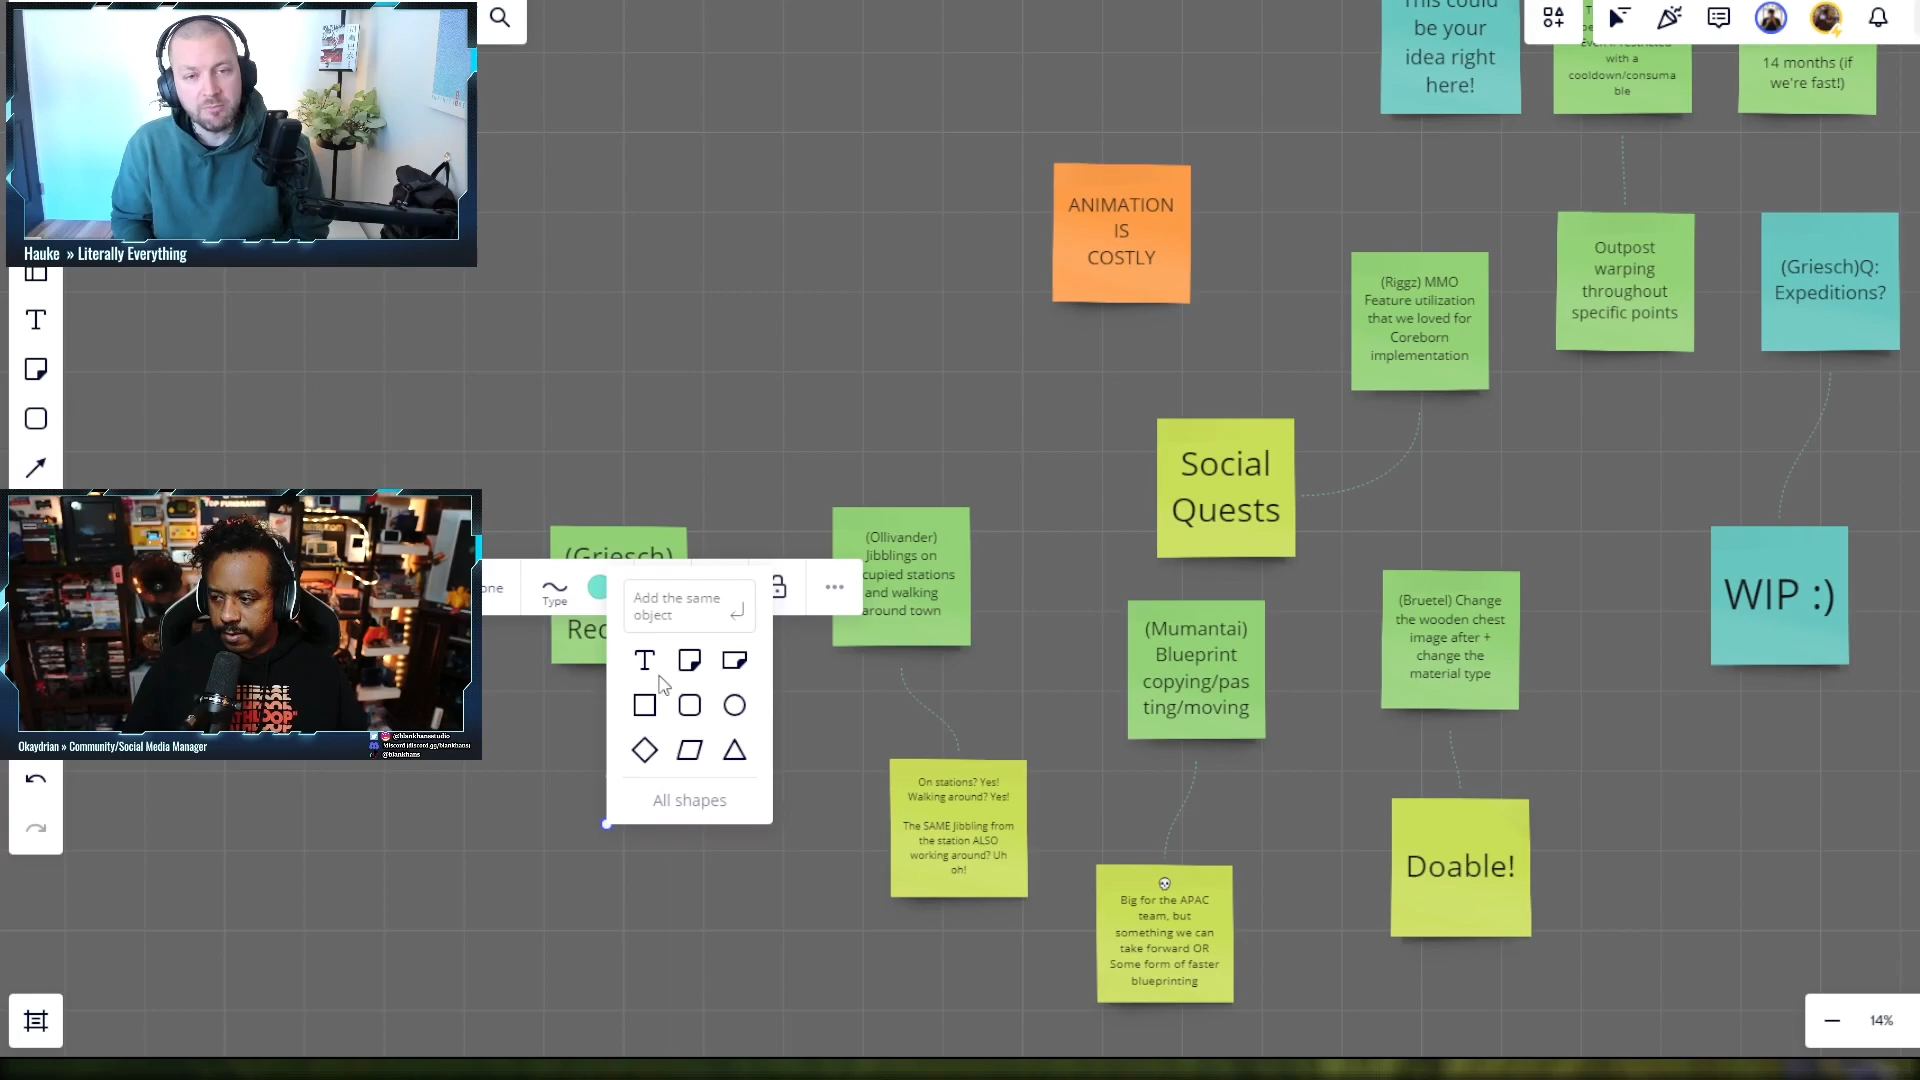 This could
be your
idea right
here!
with a
cooldown/consuma
ble
14 months (if
we're fast!)
ANIMATION
IS
COSTLY
(Riggz) MMO
Feature utilization
that we loved for
Coreborn
implementation
Outpost
warping
throughout
specific points
(Griesch)Q:
Expeditions?
Hauke » Literally Everything
Social
Quests
(Griesch)
Rec
one
Type
Add the same
object
All shapes
(Ollivander)
Jibblings on
cupied stations
and walking
around town
(Mumantai)
Blueprint
copying/pas
ting/moving
(Bruetel) Change
the wooden chest
image after +
change the
material type
WIP :)
Okaydrian » Community/Social Media Manager
@blankhansstudio
@blankhans
On stations? Yes!
Walking around? Yes!
The SAME Jibbling from
the station ALSO
working around? Uh
oh!
Big for the APAC
team, but
something we can
take forward OR
Some form of faster
blueprinting
Doable!
14%